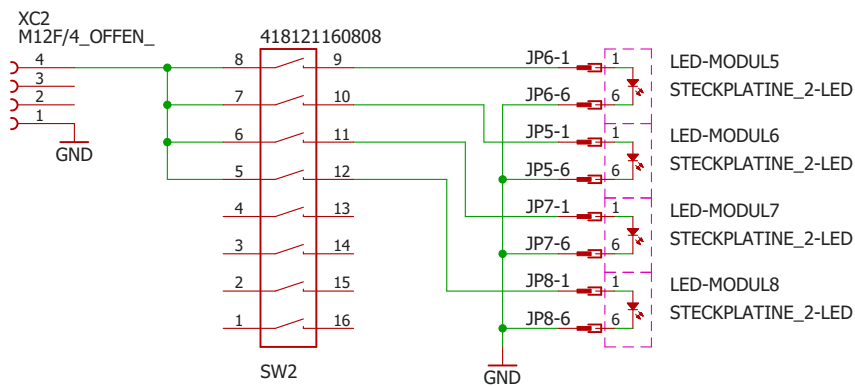 XC2
M12F/4_OFFEN_
418121160808
4
3
2
1
GND
8 9
7 10
6 11
5 12
4 13
3 14
2 15
1 16
SW2
JP6-1 1 LED-MODUL5
JP6-6 6 STECKPLATINE_2-LED
JP5-1 1 LED-MODUL6
JP5-6 6 STECKPLATINE_2-LED
JP7-1 1 LED-MODUL7
JP7-6 6 STECKPLATINE_2-LED
JP8-1 1 LED-MODUL8
JP8-6 6 STECKPLATINE_2-LED
GND